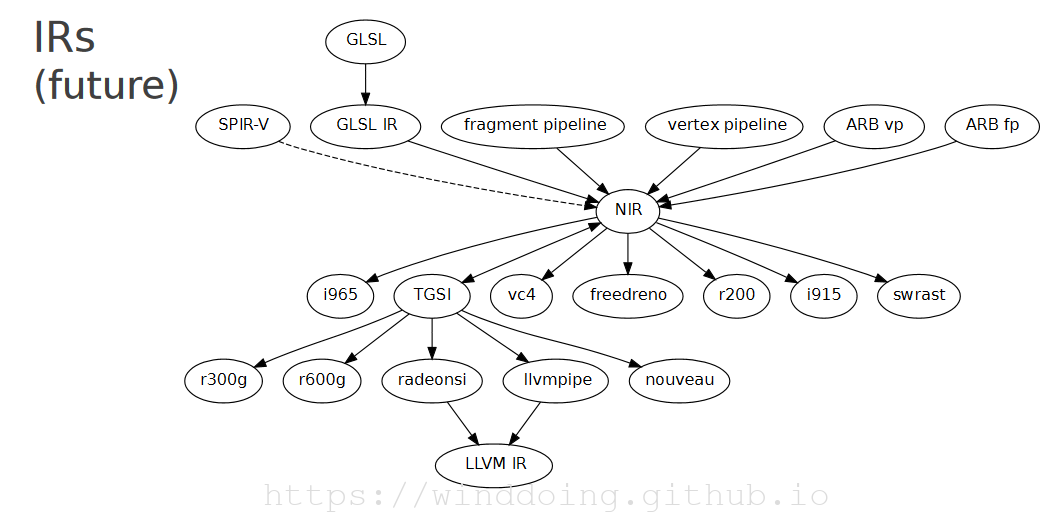 IRs
(future)
GLSL
SPIR-V
GLSL IR
fragment pipeline
vertex pipeline
ARB vp
ARB fp
NIR
i965
TGSI
vc4
freedreno
r200
i915
swrast
r300g
r600g
radeonsi
llvmpipe
nouveau
LLVM IR
https://winddoing.github.io